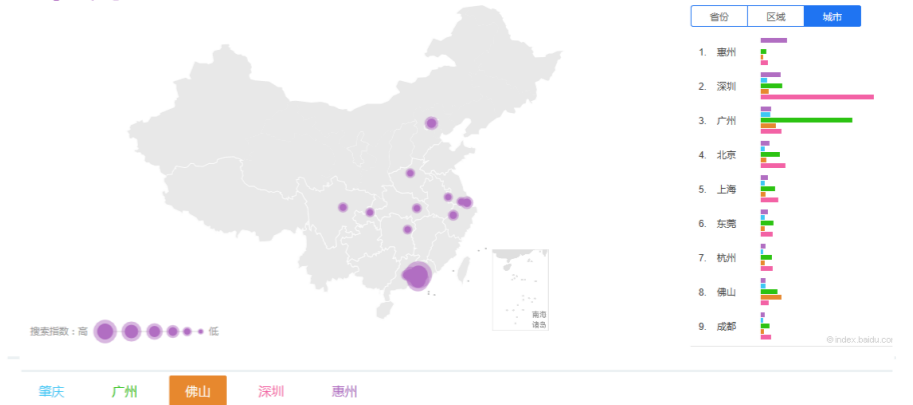 省份 区域 城市
1. 惠州
2. 深圳
3. 广州
4. 北京
5. 上海
6. 东莞
7. 杭州
8. 佛山
9. 成都
南海
诸岛
搜索指数：高 低
©index.baidu.co
肇庆 广州 佛山 深圳 惠州